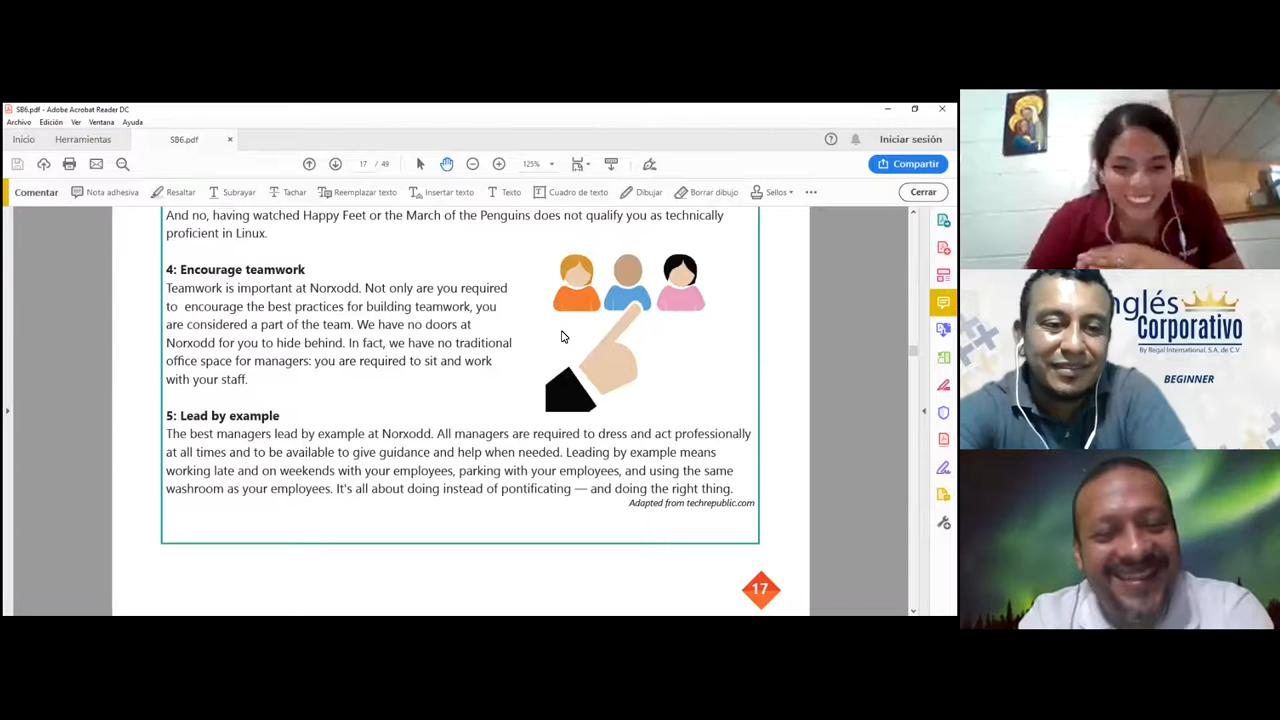 SB6.pdf - Adobe Acrobat Reader DC
Archivo Edición Ver Ventana Ayuda
Inicio Herramientas SB6.pdf × Iniciar sesión
17 / 49 125% Compartir
Comentar Nota adhesiva Resaltar Subrayar Tachar Reemplazar texto Insertar texto Texto Cuadro de texto Dibujar Borrar dibujo Sellos Cerrar
And no, having watched Happy Feet or the March of the Penguins does not qualify you as technically
proficient in Linux.
4: Encourage teamwork
Teamwork is important at Norxodd. Not only are you required
to encourage the best practices for building teamwork, you
are considered a part of the team. We have no doors at
Norxodd for you to hide behind. In fact, we have no traditional
office space for managers: you are required to sit and work
with your staff.
5: Lead by example
The best managers lead by example at Norxodd. All managers are required to dress and act professionally
at all times and to be available to give guidance and help when needed. Leading by example means
working late and on weekends with your employees, parking with your employees, and using the same
washroom as your employees. It's all about doing instead of pontificating — and doing the right thing.
Adapted from techrepublic.com
17
nglés
Corporativo
By Regal International, S.A. de C.V
BEGINNER